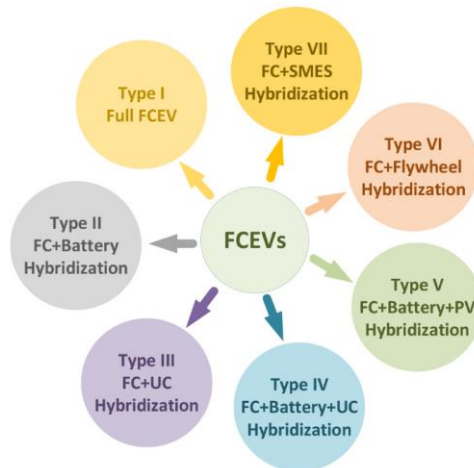 Type VII
FC+SMES
Hybridization
Type I
Full FCEV
Type VI
FC+Flywheel
Hybridization
Type II
FC+Battery
Hybridization
FCEVs
Type V
FC+Battery+PV
Hybridization
Type III
FC+UC
Hybridization
Type IV
FC+Battery+UC
Hybridization